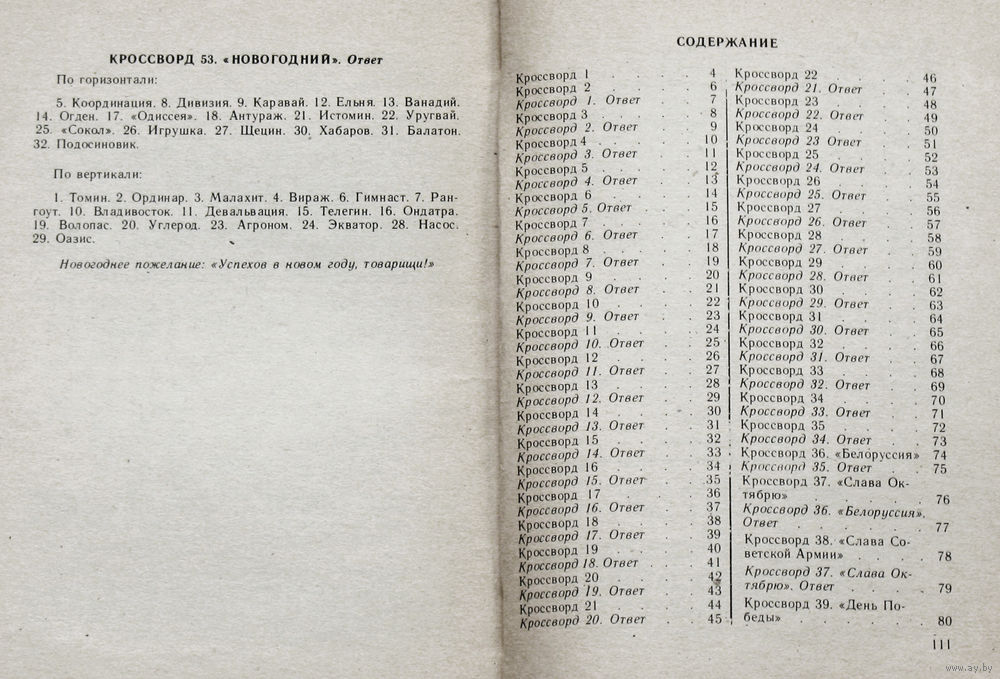 КРОССВОРД 53. «НОВОГОДНИЙ». Ответ
По горизонтали:
5. Координация. 8. Дивизия. 9. Каравай. 12. Ельня. 13. Ванадий.
14. Огден. 17. «Одиссея». 18. Антураж. 21. Истомин. 22. Уругвай.
25. «Сокол». 26. Игрушка. 27. Щецин. 30. Хабаров. 31. Балатон.
32. Подосиновик.
По вертикали:
1. Томин. 2. Ординар. 3. Малахит. 4. Вираж. 6. Гимнаст. 7. Ран-
гоут. 10. Владивосток. 11. Девальвация. 15. Телегин. 16. Ондатра.
19. Волопас. 20. Углерод. 23. Агроном. 24. Экватор. 28. Насос.
29. Оазис.
Новогоднее пожелание: «Успехов в новом году, товарищи!»
СОДЕРЖАНИЕ
Кроссворд 1 . . . . 4
Кроссворд 2 . . . . 6
Кроссворд 1. Ответ . . 7
Кроссворд 3 . . . . 8
Кроссворд 2. Ответ . . 9
Кроссворд 4 . . . . 10
Кроссворд 3. Ответ . . 11
Кроссворд 5 . . . . 12
Кроссворд 4. Ответ . . 13
Кроссворд 6 . . . . 14
Кроссворд 5. Ответ . . 15
Кроссворд 7 . . . . 16
Кроссворд 6. Ответ . . 17
Кроссворд 8 . . . . 18
Кроссворд 7. Ответ . . 19
Кроссворд 9 . . . . 20
Кроссворд 8. Ответ . . 21
Кроссворд 10 . . . . 22
Кроссворд 9. Ответ . . 23
Кроссворд 11 . . . . 24
Кроссворд 10. Ответ . . 25
Кроссворд 12 . . . . 26
Кроссворд 11. Ответ . . 27
Кроссворд 13 . . . . 28
Кроссворд 12. Ответ . . 29
Кроссворд 14 . . . . 30
Кроссворд 13. Ответ . . 31
Кроссворд 15 . . . . 32
Кроссворд 14. Ответ . . 33
Кроссворд 16 . . . . 34
Кроссворд 15. Ответ . . 35
Кроссворд 17 . . . . 36
Кроссворд 16. Ответ . . 37
Кроссворд 18 . . . . 38
Кроссворд 17. Ответ . . 39
Кроссворд 19 . . . . 40
Кроссворд 18. Ответ . . 41
Кроссворд 20 . . . . 42
Кроссворд 19. Ответ . . 43
Кроссворд 21 . . . . 44
Кроссворд 20. Ответ . . 45
Кроссворд 22 . . . . 46
Кроссворд 21. Ответ . . 47
Кроссворд 23 . . . . 48
Кроссворд 22. Ответ . . 49
Кроссворд 24 . . . . 50
Кроссворд 23 Ответ . . 51
Кроссворд 25 . . . . 52
Кроссворд 24. Ответ . . 53
Кроссворд 26 . . . . 54
Кроссворд 25. Ответ . . 55
Кроссворд 27 . . . . 56
Кроссворд 26. Ответ . . 57
Кроссворд 28 . . . . 58
Кроссворд 27. Ответ . . 59
Кроссворд 29 . . . . 60
Кроссворд 28. Ответ . . 61
Кроссворд 30 . . . . 62
Кроссворд 29. Ответ . . 63
Кроссворд 31 . . . . 64
Кроссворд 30. Ответ . . 65
Кроссворд 32 . . . . 66
Кроссворд 31. Ответ . . 67
Кроссворд 33 . . . . 68
Кроссворд 32. Ответ . . 69
Кроссворд 34 . . . . 70
Кроссворд 33. Ответ . . 71
Кроссворд 35 . . . . 72
Кроссворд 34. Ответ . . 73
Кроссворд 36. «Белоруссия» 74
Кроссворд 35. Ответ . . 75
Кроссворд 37. «Слава Ок-
тябрю» . . . . . 76
Кроссворд 36. «Белоруссия».
Ответ . . . . . 77
Кроссворд 38. «Слава Со-
ветской Армии» . . . 78
Кроссворд 37. «Слава Ок-
тябрю». Ответ . . . 79
Кроссворд 39. «День По-
беды» . . . . . 80
111
www.ay.by